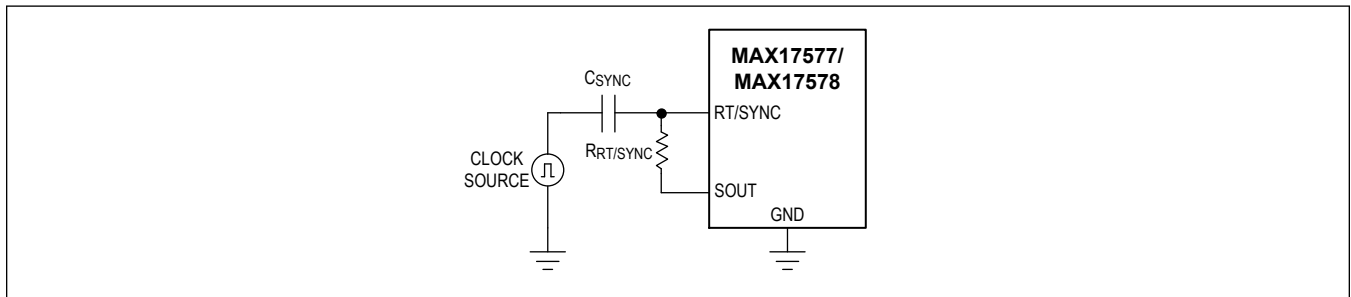 MAX17577/
MAX17578
CSYNC
RT/SYNC
RRT/SYNC
CLOCK
SOURCE
SOUT
GND